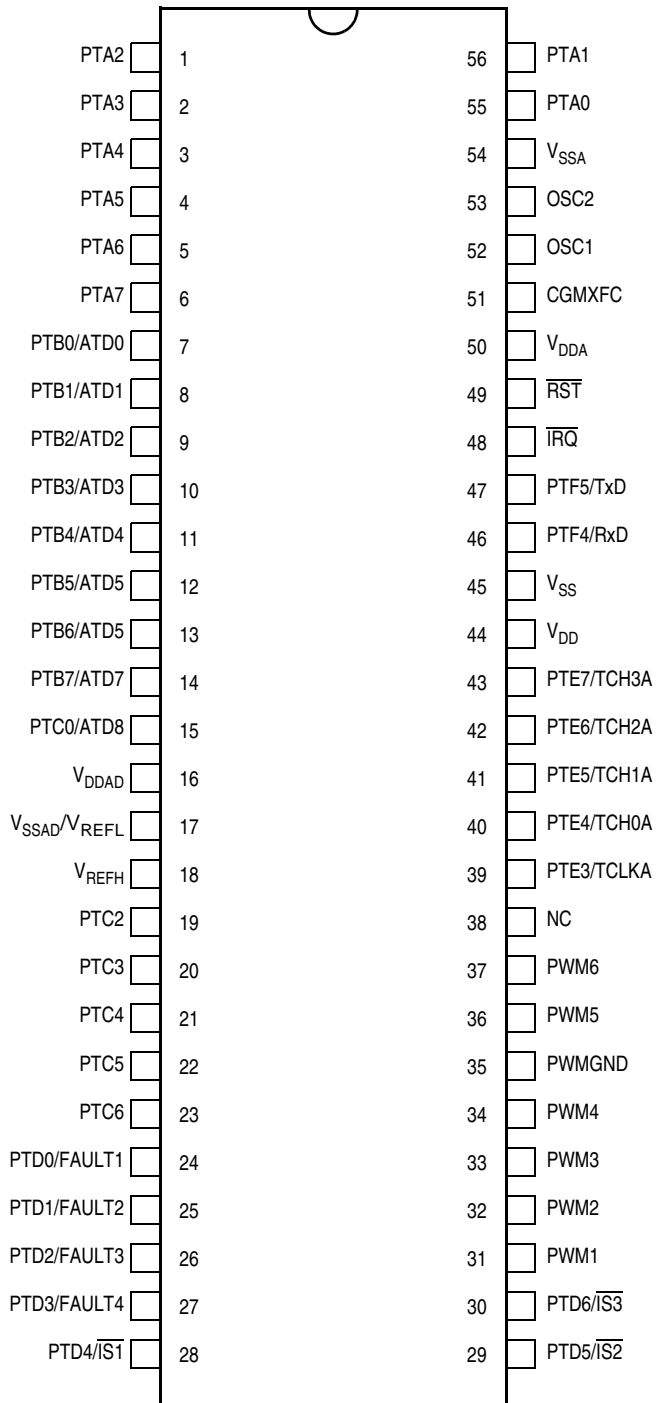 PTA2 1 56 PTA1
PTA3 2 55 PTA0
PTA4 3 54 VSSA
PTA5 4 53 OSC2
PTA6 5 52 OSC1
PTA7 6 51 CGMXFC
PTB0/ATD0 7 50 VDDA
PTB1/ATD1 8 49 R̅S̅T̅
PTB2/ATD2 9 48 I̅R̅Q̅
PTB3/ATD3 10 47 PTF5/TxD
PTB4/ATD4 11 46 PTF4/RxD
PTB5/ATD5 12 45 VSS
PTB6/ATD5 13 44 VDD
PTB7/ATD7 14 43 PTE7/TCH3A
PTC0/ATD8 15 42 PTE6/TCH2A
VDDAD 16 41 PTE5/TCH1A
VSSAD/VREFL 17 40 PTE4/TCH0A
VREFH 18 39 PTE3/TCLKA
PTC2 19 38 NC
PTC3 20 37 PWM6
PTC4 21 36 PWM5
PTC5 22 35 PWMGND
PTC6 23 34 PWM4
PTD0/FAULT1 24 33 PWM3
PTD1/FAULT2 25 32 PWM2
PTD2/FAULT3 26 31 PWM1
PTD3/FAULT4 27 30 PTD6/I̅S̅3̅
PTD4/I̅S̅1̅ 28 29 PTD5/I̅S̅2̅